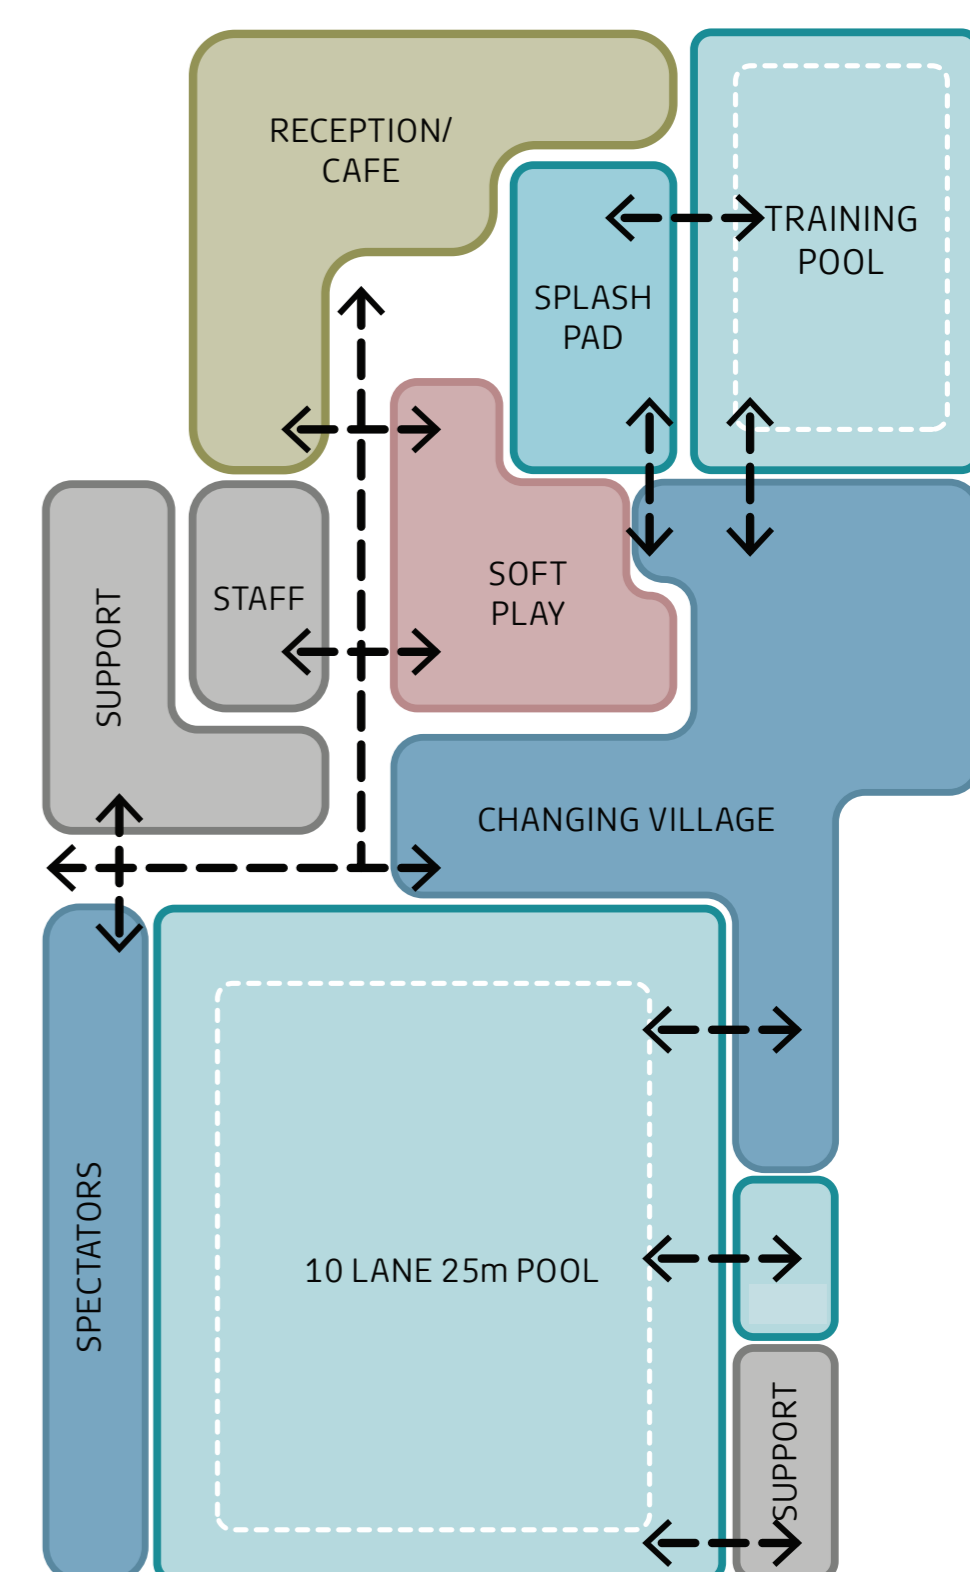 RECEPTION/
CAFE
TRAINING
POOL
SPLASH
PAD
SOFT
PLAY
STAFF
SUPPORT
CHANGING VILLAGE
SPECTATORS
10 LANE 25m POOL
SUPPORT